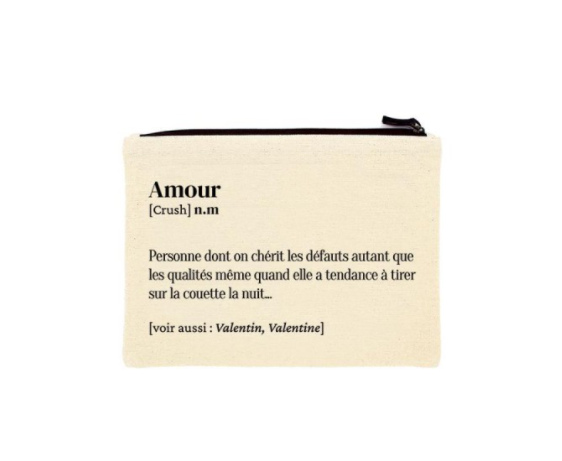 Amour
[Crush] n.m
Personne dont on chérit les défauts autant que
les qualités même quand elle a tendance à tirer
sur la couette la nuit...
[voir aussi : Valentin, Valentine]